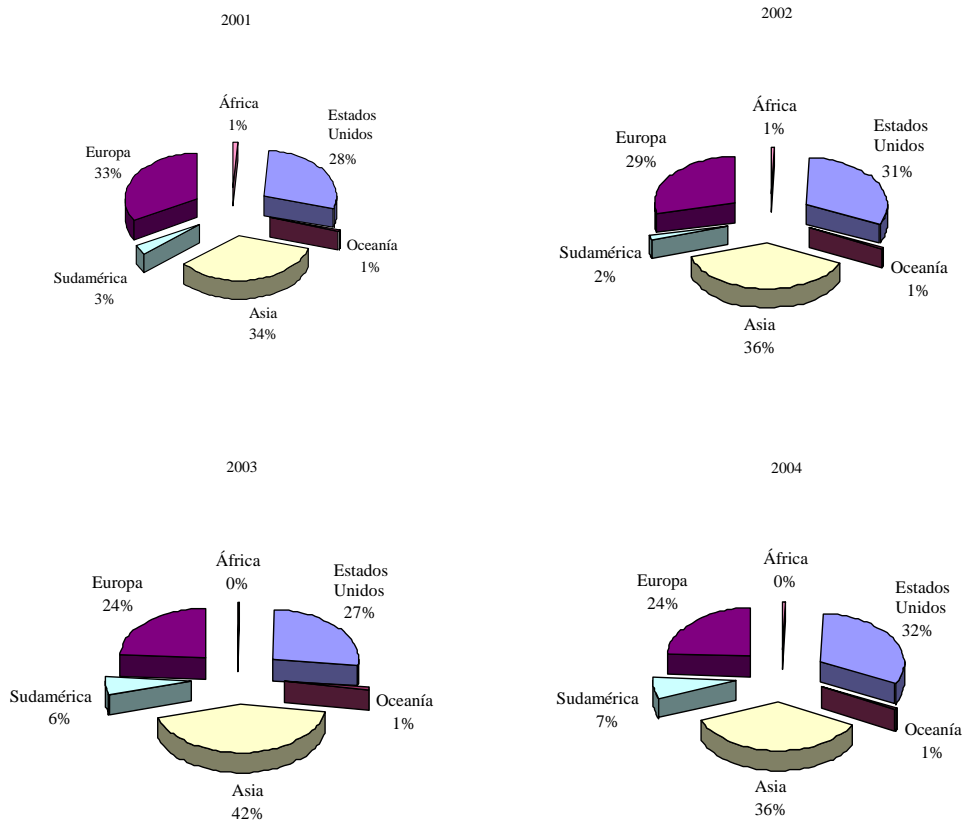 2001
África
1%
Estados
Unidos
28%
Europa
33%
Oceanía
1%
Sudamérica
3%
Asia
34%
2002
África
1%
Estados
Unidos
31%
Europa
29%
Sudamérica
2%
Oceanía
1%
Asia
36%
2003
África
0%
Estados
Unidos
27%
Europa
24%
Sudamérica
6%
Oceanía
1%
Asia
42%
2004
África
0%
Estados
Unidos
32%
Europa
24%
Sudamérica
7%
Oceanía
1%
Asia
36%